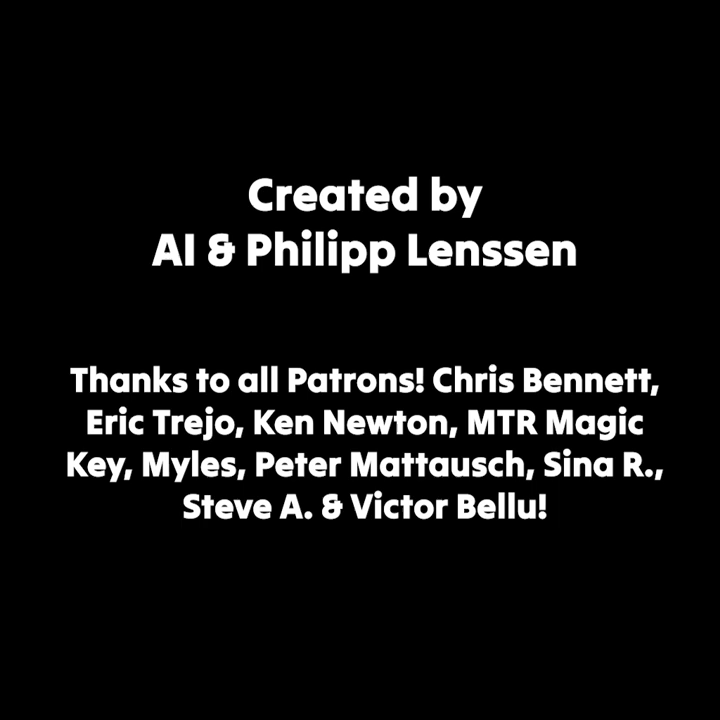 Created by
AI & Philipp Lenssen
Thanks to all Patrons! Chris Bennett,
Eric Trejo, Ken Newton, MTR Magic
Key, Myles, Peter Mattausch, Sina R.,
Steve A. & Victor Bellu!